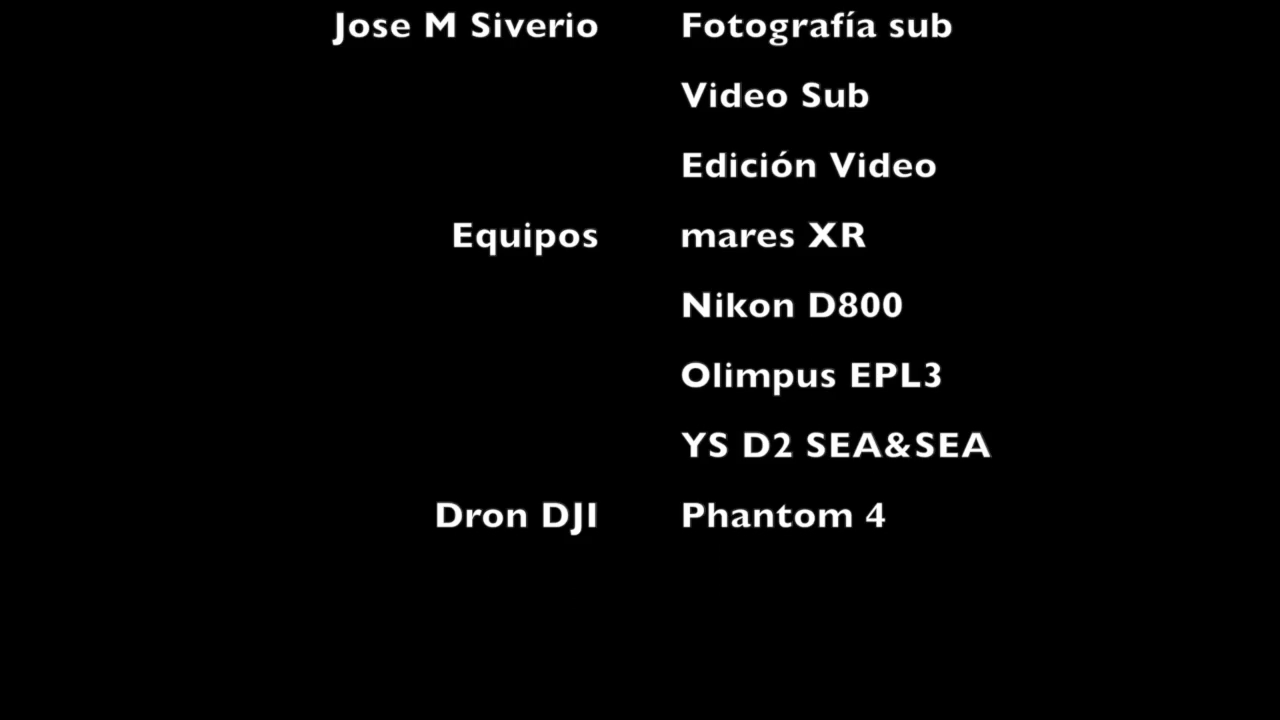 Jose M Siverio Fotografía sub
Video Sub
Edición Video
Equipos mares XR
Nikon D800
Olimpus EPL3
YS D2 SEA&SEA
Dron DJI Phantom 4